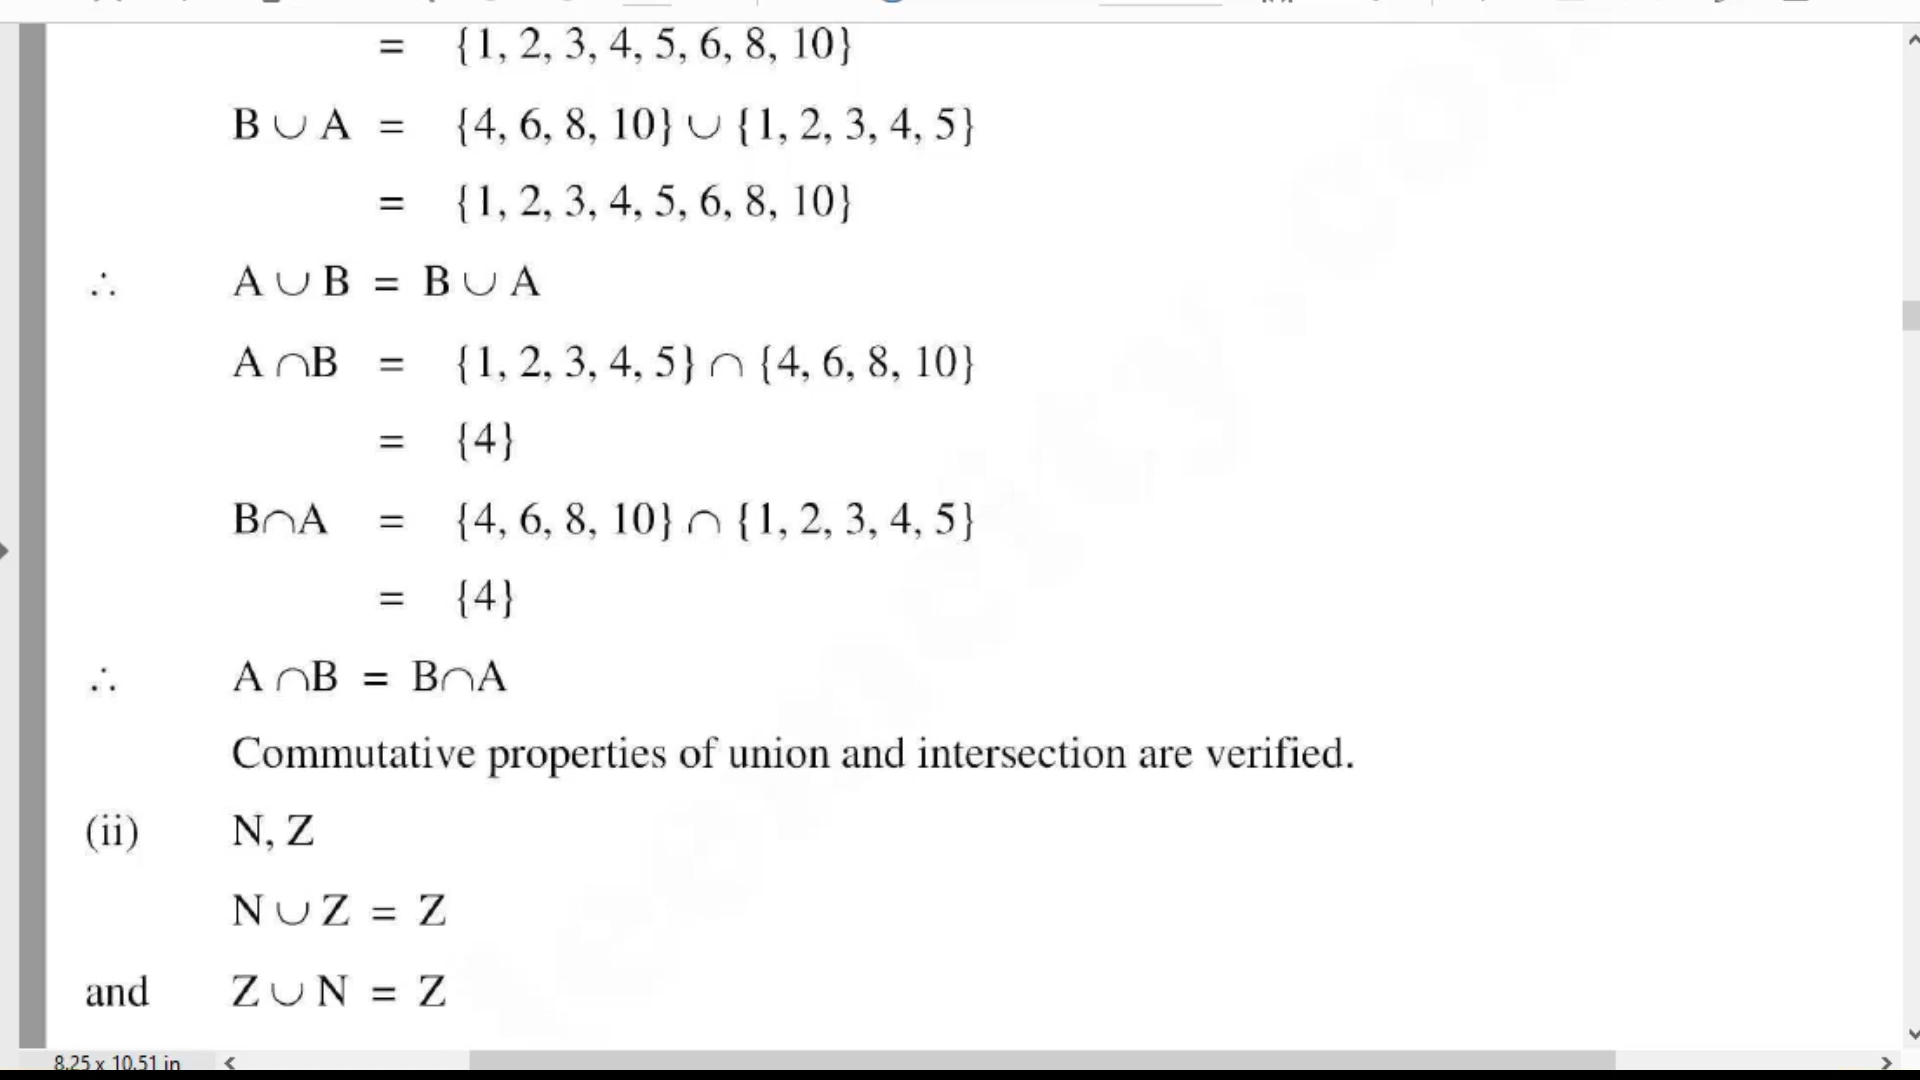 = {1, 2, 3, 4, 5, 6, 8, 10}
B ∪ A = {4, 6, 8, 10} ∪ {1, 2, 3, 4, 5}
= {1, 2, 3, 4, 5, 6, 8, 10}
∴ A ∪ B = B ∪ A
A ∩B = {1, 2, 3, 4, 5} ∩ {4, 6, 8, 10}
= {4}
B∩A = {4, 6, 8, 10} ∩ {1, 2, 3, 4, 5}
= {4}
∴ A ∩B = B∩A
Commutative properties of union and intersection are verified.
(ii) N, Z
N ∪ Z = Z
and Z ∪ N = Z
8.25 x 10.51 in